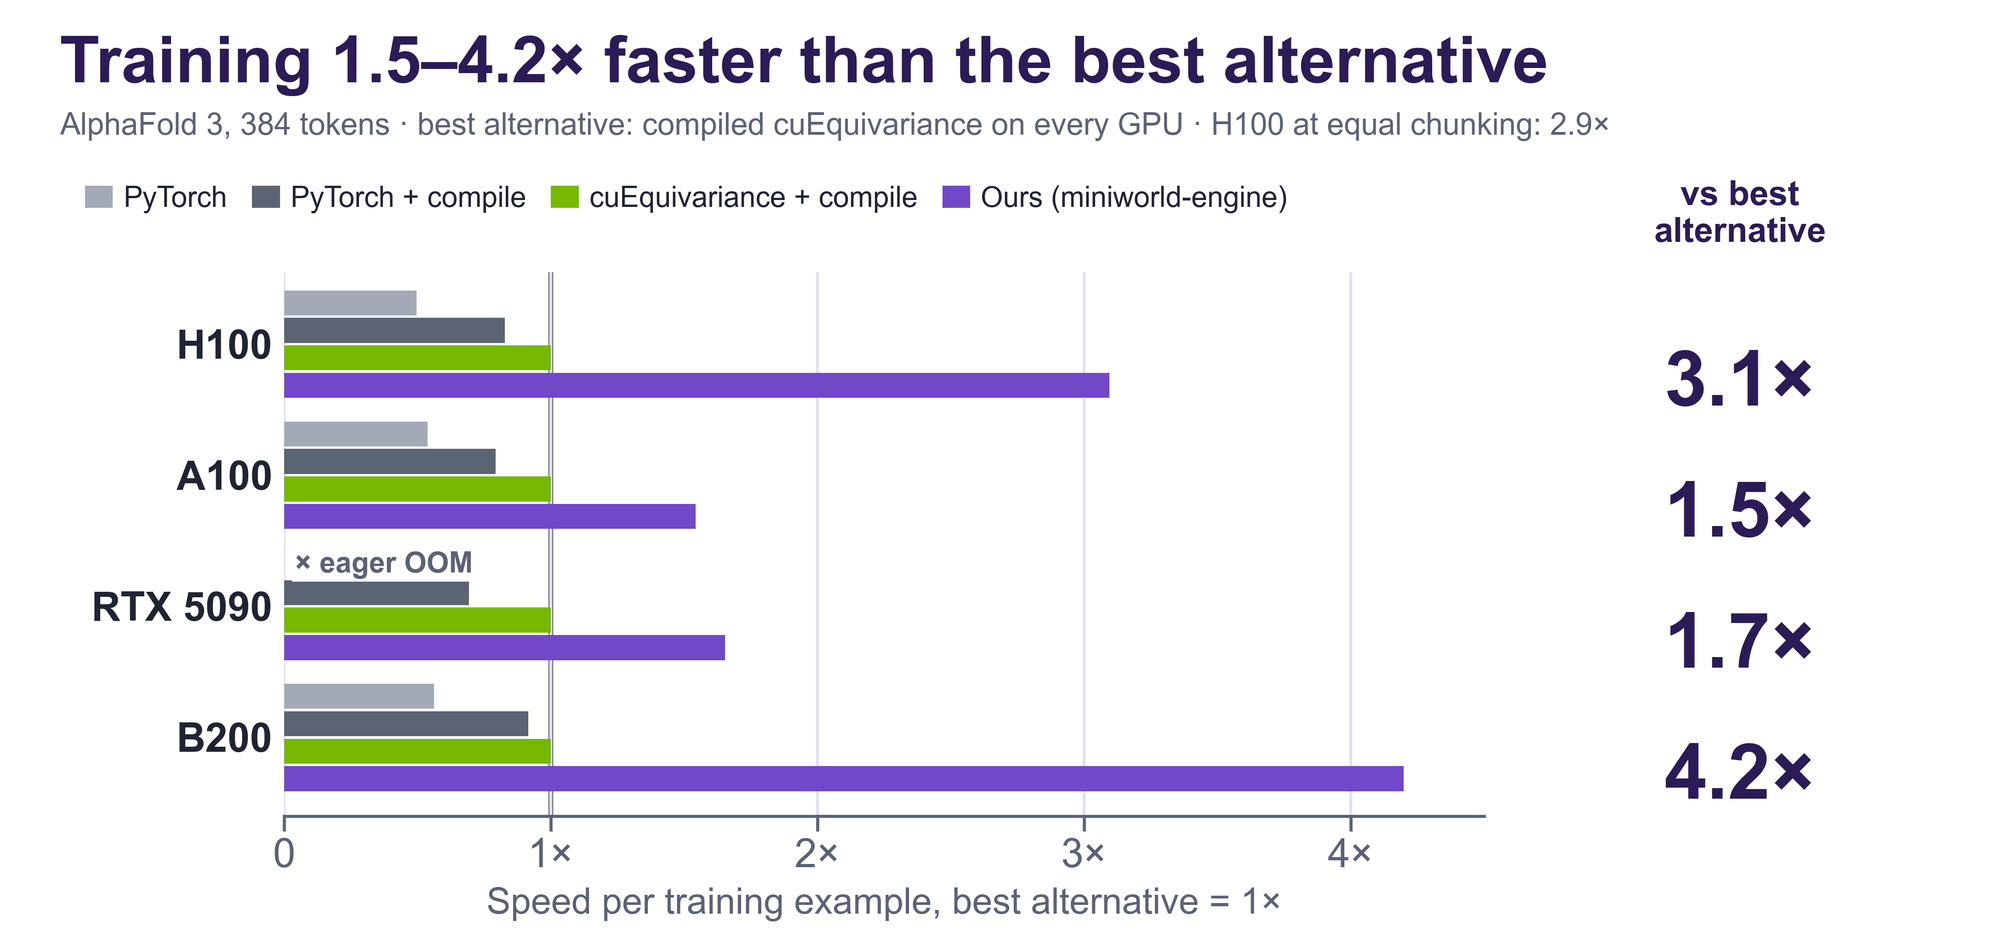 Training 1.5–4.2× faster than the best alternative
AlphaFold 3, 384 tokens · best alternative: compiled cuEquivariance on every GPU · H100 at equal chunking: 2.9×
PyTorch PyTorch + compile cuEquivariance + compile Ours (miniworld-engine)
vs best
alternative
H100
3.1×
A100
1.5×
× eager OOM
RTX 5090
1.7×
B200
4.2×
0 1× 2× 3× 4×
Speed per training example, best alternative = 1×